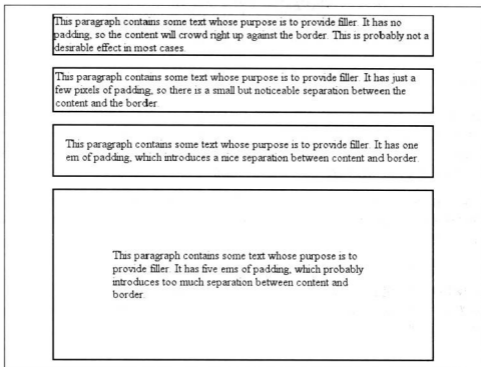 This paragraph contains some text whose purpose is to provide filler. It has no
padding, so the content will crowd right up against the border. This is probably not a
desirable effect in most cases.
This paragraph contains some text whose purpose is to provide filler. It has just a
few pixels of padding, so there is a small but noticeable separation between the
content and the border.
This paragraph contains some text whose purpose is to provide filler. It has one
em of padding, which introduces a nice separation between content and border.
This paragraph contains some text whose purpose is to
provide filler. It has five ems of padding, which probably
introduces too much separation between content and
border.